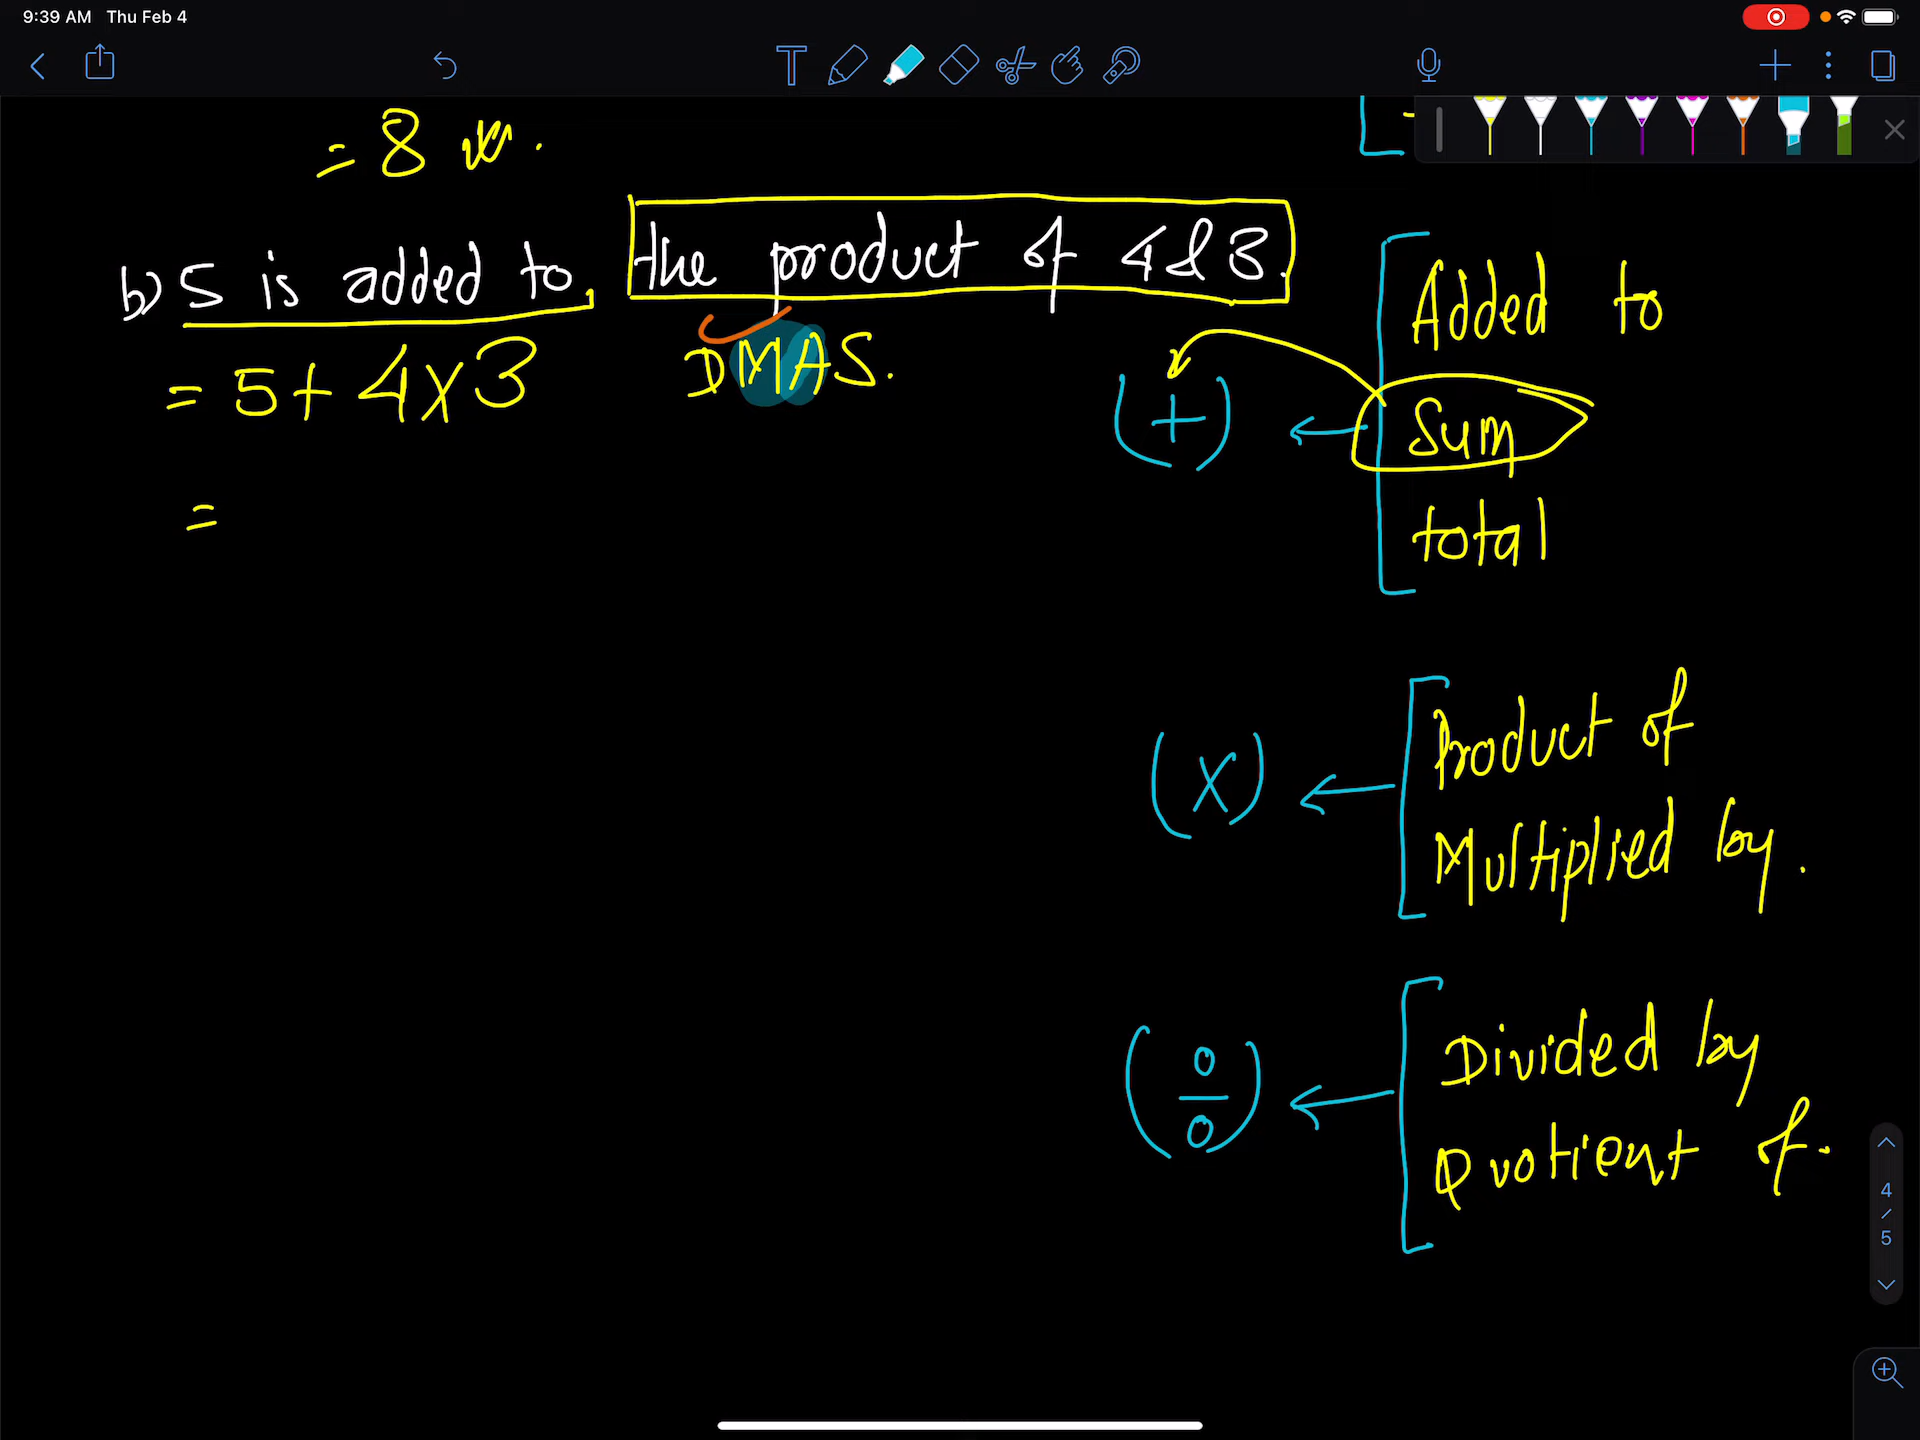 9:39 AM Thu Feb 4
= 8
b) 5 is added to, the product of 4 & 3.
DMAS.
= 5 + 4 x 3
=
(+)
Added to
Sum
total
(x)
Product of
Multiplied by.
Divided by
Quotient of.
4
/
5